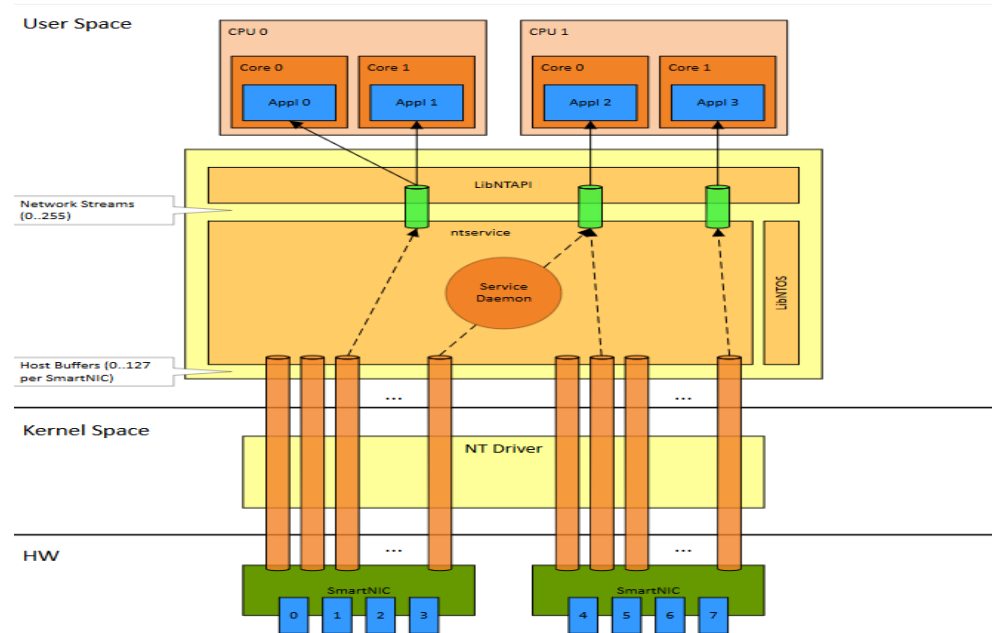 User Space
CPU 0
CPU 1
Core 0
Core 1
Core 0
Core 1
Appl 0
Appl 1
Appl 2
Appl 3
LibNTAPI
Network Streams
(0..255)
ntservice
Service
Daemon
LibNTOS
Host Buffers (0..127
per SmartNIC)
...
...
Kernel Space
NT Driver
HW
...
...
SmartNIC
SmartNIC
0
1
2
3
4
5
6
7